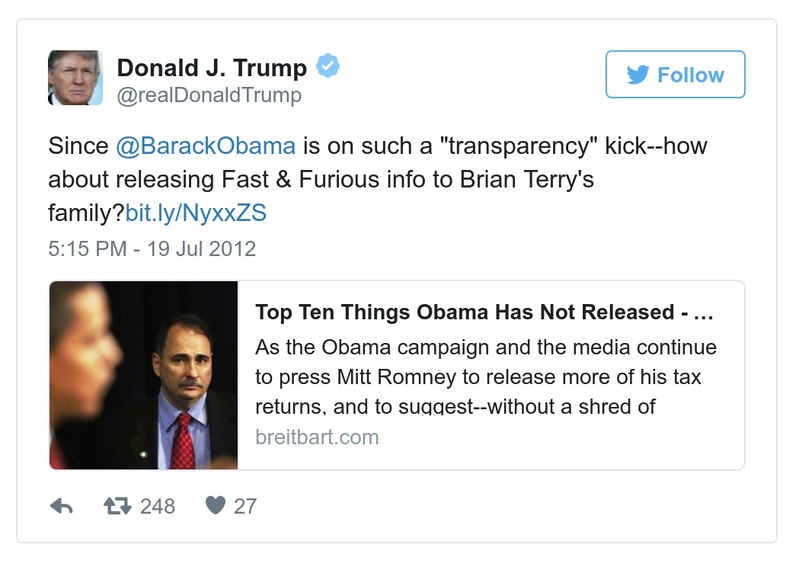 Donald J. Trump
@realDonaldTrump
Follow
Since @BarackObama is on such a "transparency" kick--how
about releasing Fast & Furious info to Brian Terry's
family?bit.ly/NyxxZS
5:15 PM - 19 Jul 2012
Top Ten Things Obama Has Not Released - ...
As the Obama campaign and the media continue
to press Mitt Romney to release more of his tax
returns, and to suggest--without a shred of
breitbart.com
248
27